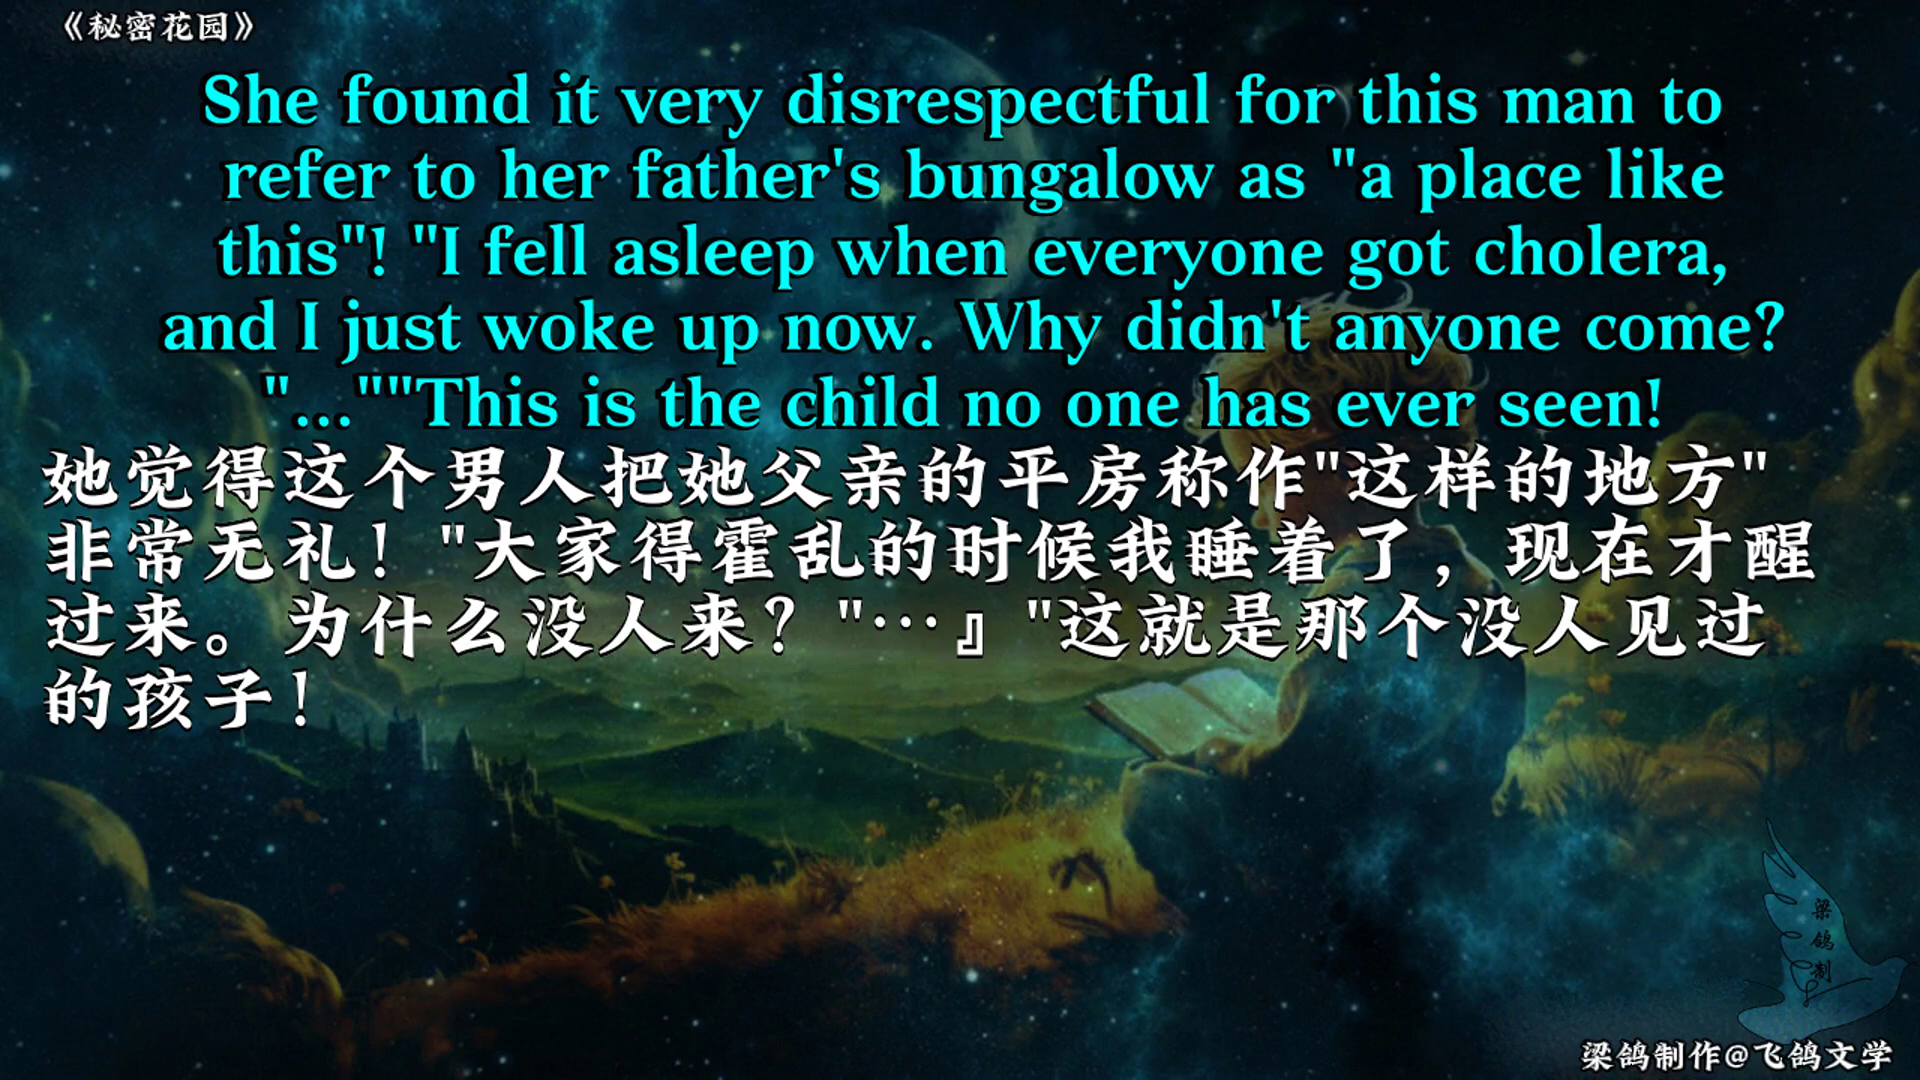 《秘密花园》
She found it very disrespectful for this man to
refer to her father's bungalow as "a place like
this"! "I fell asleep when everyone got cholera,
and I just woke up now. Why didn't anyone come?
"...""This is the child no one has ever seen!
她觉得这个男人把她父亲的平房称作"这样的地方"
非常无礼！"大家得霍乱的时候我睡着了，现在才醒
过来。为什么没人来？"…』"这就是那个没人见过
的孩子！
梁
鸽
制
梁鸽制作@飞鸽文学